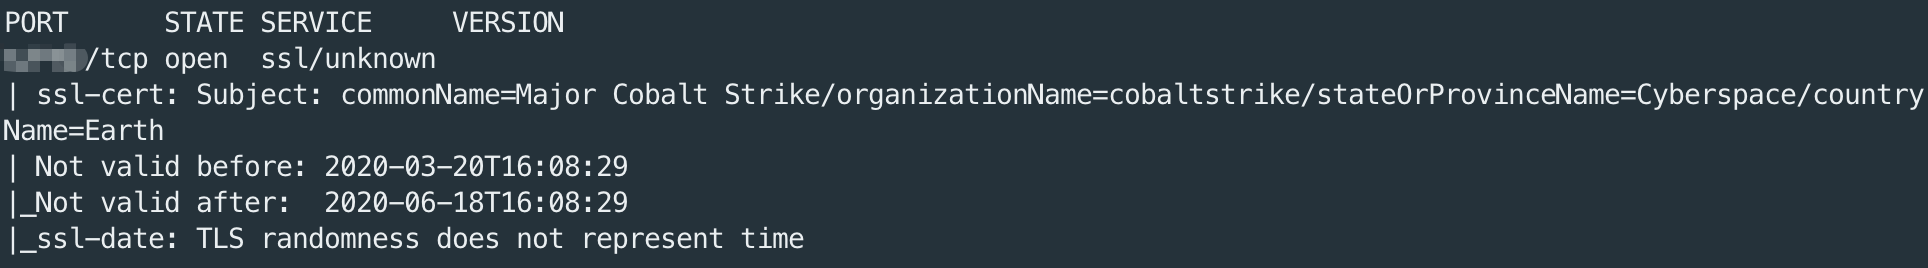 PORT      STATE SERVICE     VERSION
/tcp open  ssl/unknown
| ssl-cert: Subject: commonName=Major Cobalt Strike/organizationName=cobaltstrike/stateOrProvinceName=Cyberspace/country
Name=Earth
| Not valid before: 2020-03-20T16:08:29
|_Not valid after:  2020-06-18T16:08:29
|_ssl-date: TLS randomness does not represent time